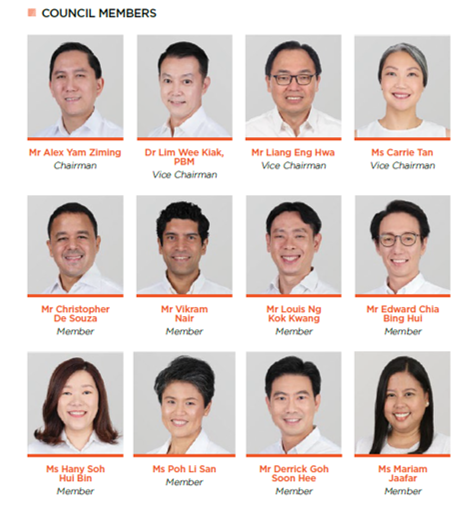 COUNCIL MEMBERS
Mr Alex Yam Ziming
Chairman
Dr Lim Wee Kiak,
PBM
Vice Chairman
Mr Liang Eng Hwa
Vice Chairman
Ms Carrie Tan
Vice Chairman
Mr Christopher
De Souza
Member
Mr Vikram
Nair
Member
Mr Louis Ng
Kok Kwang
Member
Mr Edward Chia
Bing Hui
Member
Ms Hany Soh
Hui Bin
Member
Ms Poh Li San
Member
Mr Derrick Goh
Soon Hee
Member
Ms Mariam
Jaafar
Member